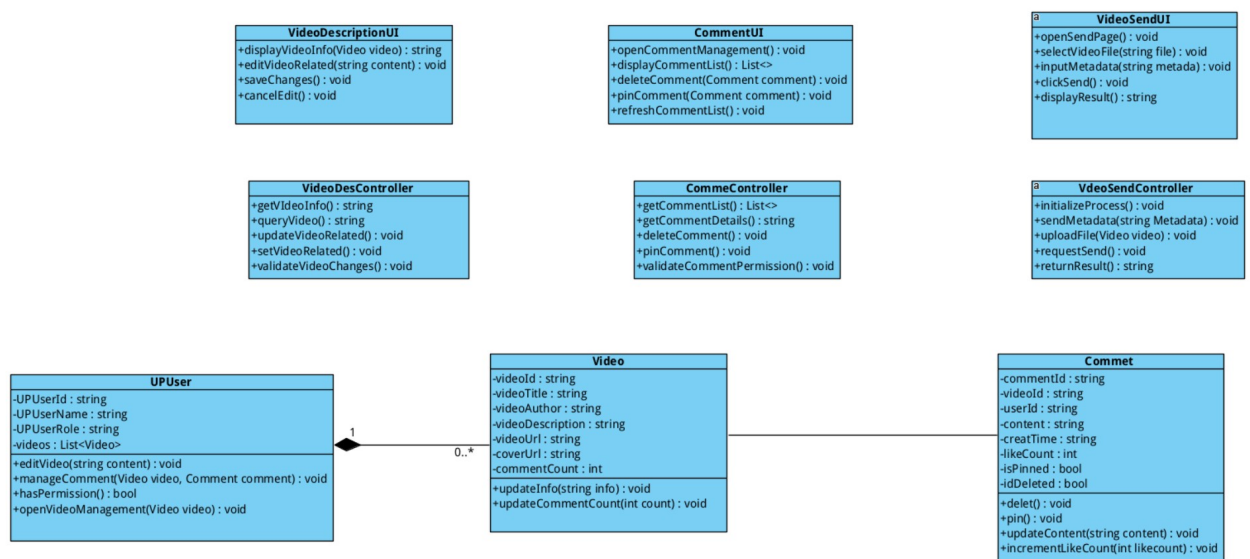 VideoDescriptionUI
+displayVideoInfo(Video video) : string
+editVideoRelated(string content) : void
+saveChanges() : void
+cancelEdit() : void
CommentUI
+openCommentManagement() : void
+displayCommentList() : List<>
+deleteComment(Comment comment) : void
+pinComment(Comment comment) : void
+refreshCommentList() : void
a
VideoSendUI
+openSendPage() : void
+selectVideoFile(string file) : void
+inputMetadata(string metada) : void
+clickSend() : void
+displayResult() : string
VideoDesController
+getVIdeoInfo() : string
+queryVideo() : string
+updateVideoRelated() : void
+setVideoRelated() : void
+validateVideoChanges() : void
CommeController
+getCommentList() : List<>
+getCommentDetails() : string
+deleteComment() : void
+pinComment() : void
+validateCommentPermission() : void
a
VdeoSendController
+initializeProcess() : void
+sendMetadata(string Metadata) : void
+uploadFile(Video video) : void
+requestSend() : void
+returnResult() : string
UPUser
-UPUserId : string
-UPUserName : string
-UPUserRole : string
-videos : List<Video>
+editVideo(string content) : void
+manageComment(Video video, Comment comment) : void
+hasPermission() : bool
+openVideoManagement(Video video) : void
1
0..*
Video
-videoId : string
-videoTitle : string
-videoAuthor : string
-videoDescription : string
-videoUrl : string
-coverUrl : string
-commentCount : int
+updateInfo(string info) : void
+updateCommentCount(int count) : void
Commet
-commentId : string
-videoId : string
-userId : string
-content : string
-creatTime : string
-likeCount : int
-isPinned : bool
-idDeleted : bool
+delet() : void
+pin() : void
+updateContent(string content) : void
+incrementLikeCount(int likecount) : void